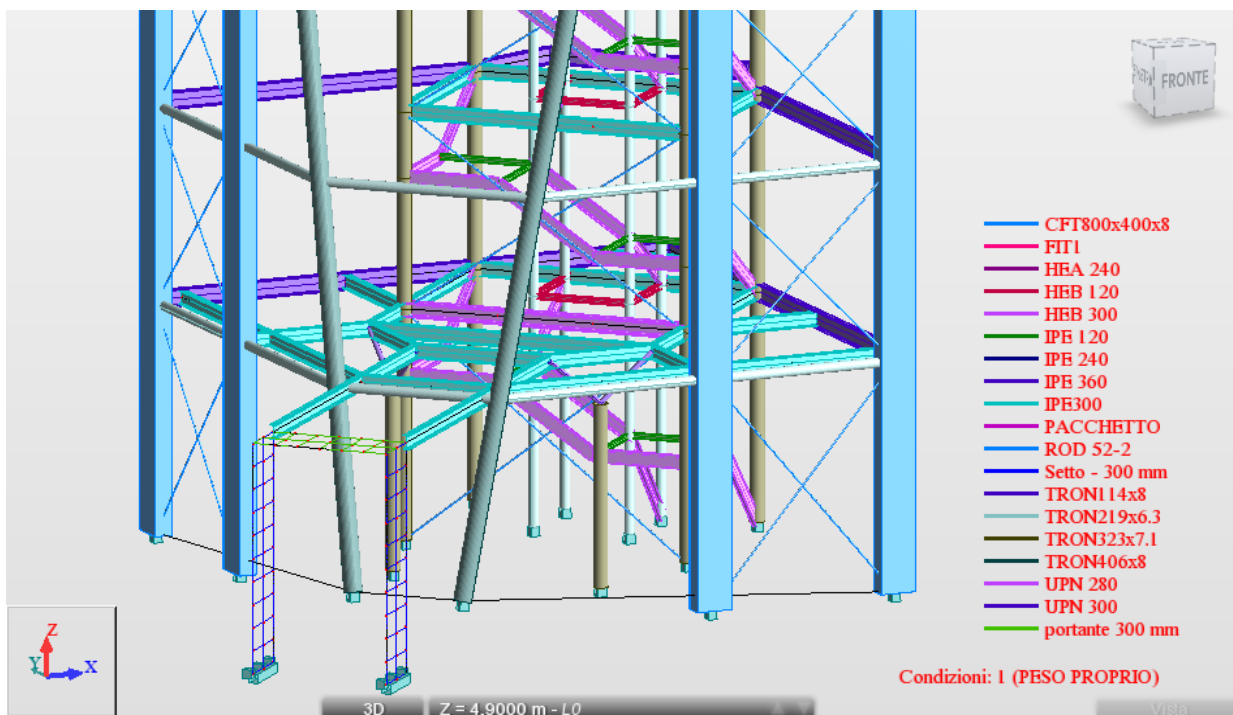 FRONTE
CFT800x400x8
FIT1
HEA 240
HEB 120
HEB 300
IPE 120
IPE 240
IPE 360
IPE300
PACCHETTO
ROD 52-2
Setto - 300 mm
TRON114x8
TRON219x6.3
TRON323x7.1
TRON406x8
UPN 280
UPN 300
portante 300 mm
Z
Y
X
Condizioni: 1 (PESO PROPRIO)
3D
Z = 4.9000 m - L0
Vista